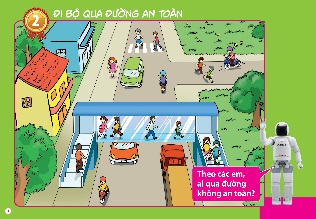 2
ĐI BỘ QUA ĐƯỜNG AN TOÀN
Theo các em,
ai qua đường
không an toàn?